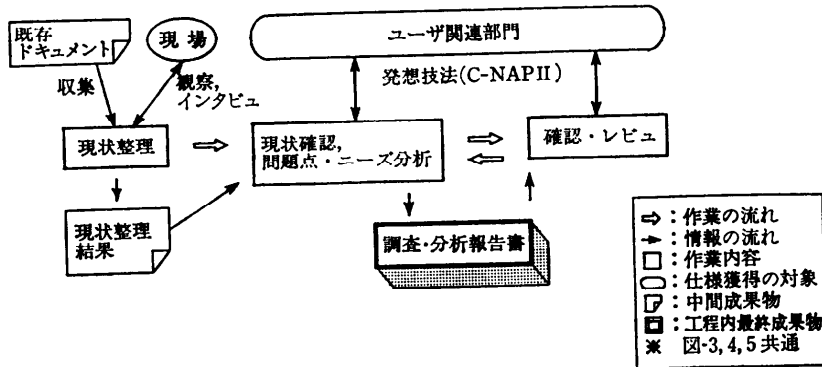 既存
ドキュメント
現場
ユーザ関連部門
収集
観察,
インタビュ
発想技法(C-NAPII)
現状整理
現状確認,
問題点・ニーズ分析
確認・レビュ
現状整理
結果
調査・分析報告書
⇨：作業の流れ
→：情報の流れ
□：作業内容
：仕様獲得の対象
：中間成果物
：工程内最終成果物
※ 図-3,4,5共通